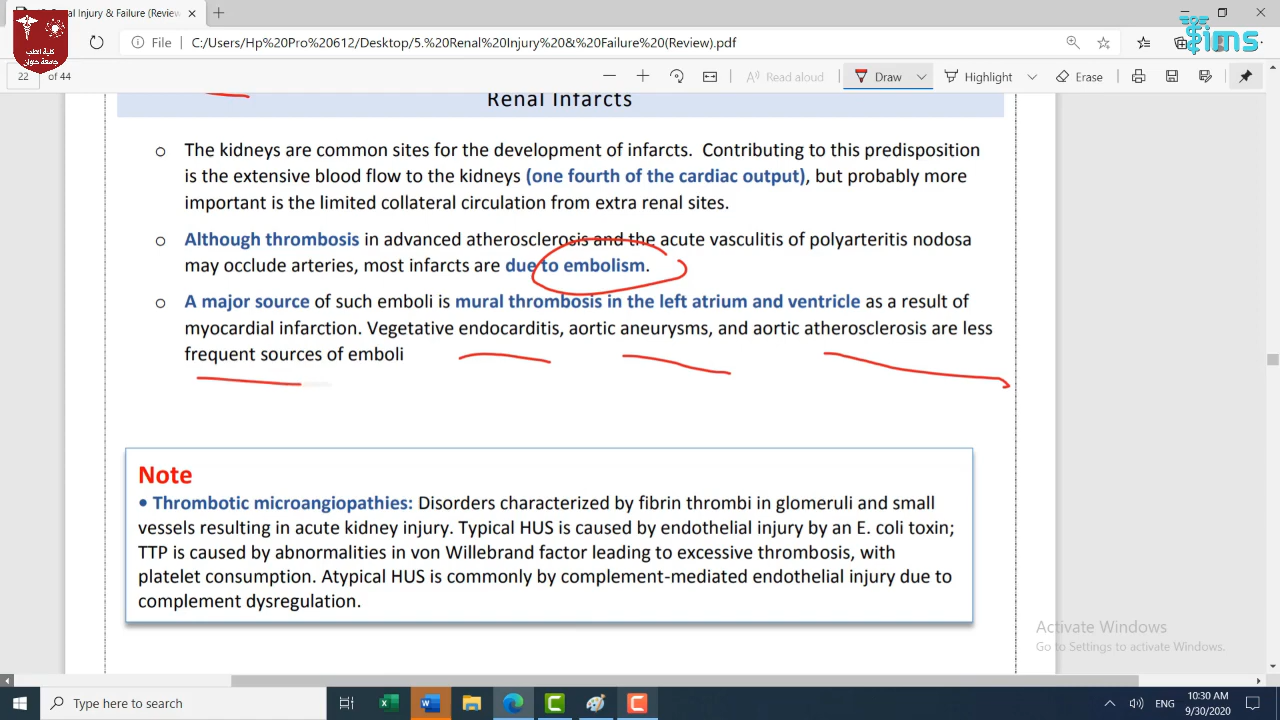 5. Renal Injury & Failure (Review).
File
C:/Users/Hp%20Pro%20612/Desktop/5.%20Renal%20Injury%20&%20Failure%20(Review).pdf
Sims
كلية الطب
جامعة حلوان
22 of 44
Read aloud
Draw
Highlight
Erase
Renal Infarcts
o The kidneys are common sites for the development of infarcts. Contributing to this predisposition
is the extensive blood flow to the kidneys (one fourth of the cardiac output), but probably more
important is the limited collateral circulation from extra renal sites.
o Although thrombosis in advanced atherosclerosis and the acute vasculitis of polyarteritis nodosa
may occlude arteries, most infarcts are due to embolism.
o A major source of such emboli is mural thrombosis in the left atrium and ventricle as a result of
myocardial infarction. Vegetative endocarditis, aortic aneurysms, and aortic atherosclerosis are less
frequent sources of emboli
Note
• Thrombotic microangiopathies: Disorders characterized by fibrin thrombi in glomeruli and small
vessels resulting in acute kidney injury. Typical HUS is caused by endothelial injury by an E. coli toxin;
TTP is caused by abnormalities in von Willebrand factor leading to excessive thrombosis, with
platelet consumption. Atypical HUS is commonly by complement-mediated endothelial injury due to
complement dysregulation.
Activate Windows
Go to Settings to activate Windows.
Type here to search
ENG
10:30 AM
9/30/2020